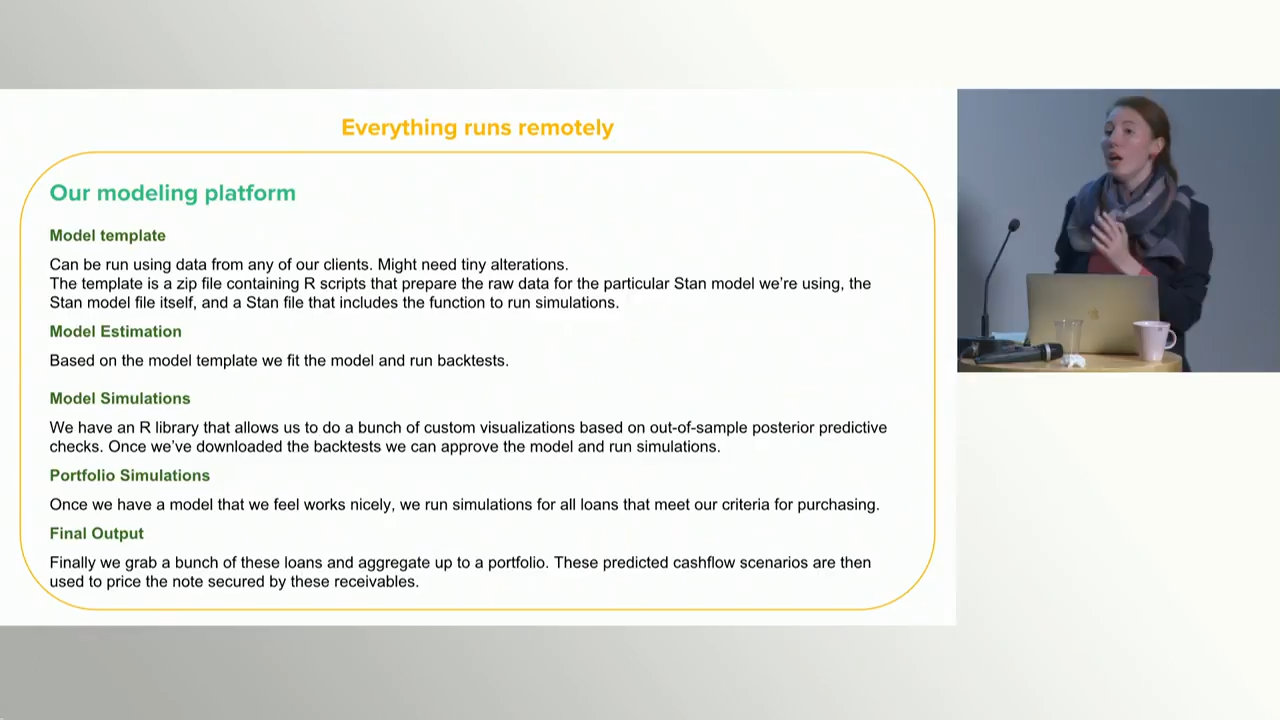 Everything runs remotely
Our modeling platform
Model template
Can be run using data from any of our clients. Might need tiny alterations.
The template is a zip file containing R scripts that prepare the raw data for the particular Stan model we're using, the
Stan model file itself, and a Stan file that includes the function to run simulations.
Model Estimation
Based on the model template we fit the model and run backtests.
Model Simulations
We have an R library that allows us to do a bunch of custom visualizations based on out-of-sample posterior predictive
checks. Once we've downloaded the backtests we can approve the model and run simulations.
Portfolio Simulations
Once we have a model that we feel works nicely, we run simulations for all loans that meet our criteria for purchasing.
Final Output
Finally we grab a bunch of these loans and aggregate up to a portfolio. These predicted cashflow scenarios are then
used to price the note secured by these receivables.